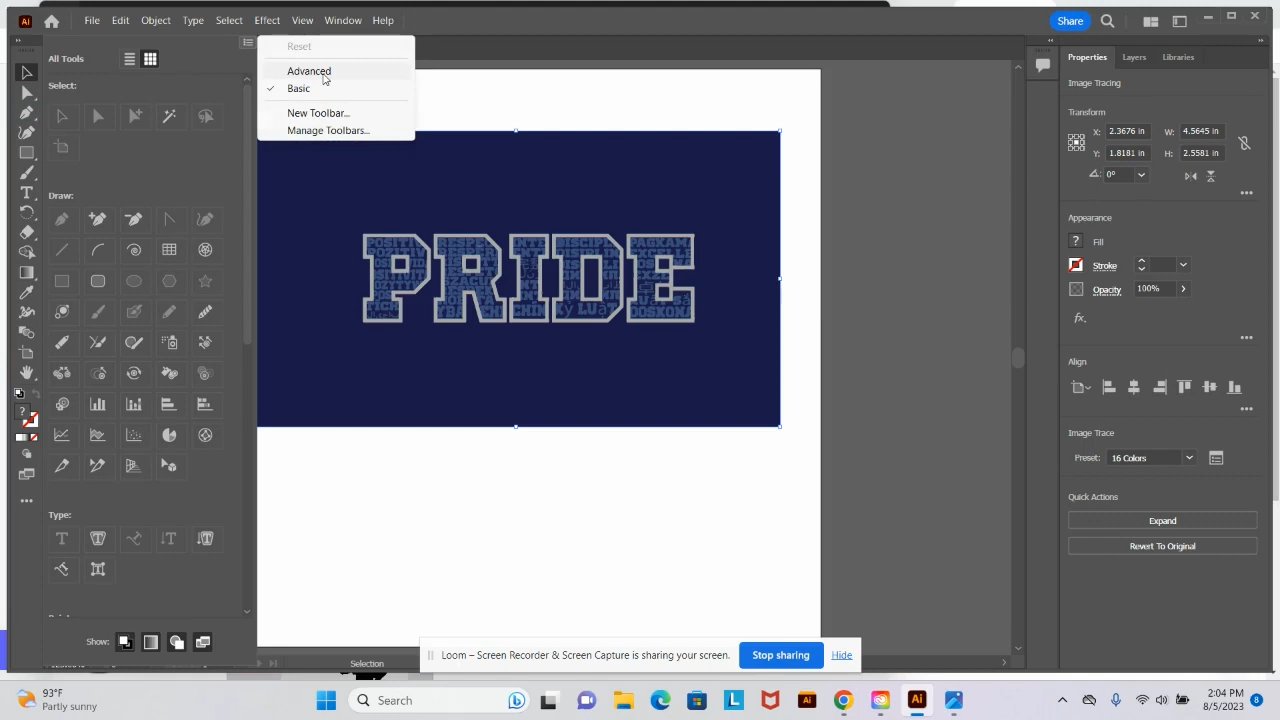 File Edit Object Type Select Effect View Window Help
Share
All Tools
Reset
Advanced
Basic
New Toolbar...
Manage Toolbars...
Select:
Draw:
Type:
Show:
PRIDE
Selection
Properties Layers Libraries
Image Tracing
Transform
X: 2.3676 in W: 4.5645 in
Y: 1.8181 in H: 2.5581 in
0°
Appearance
? Fill
Stroke
Opacity 100%
fx.
Align
Image Trace
Preset: 16 Colors
Quick Actions
Expand
Revert To Original
Loom – Screen Recorder & Screen Capture is sharing your screen. Stop sharing Hide
93°F
Partly sunny
Search
2:04 PM
8/5/2023
8